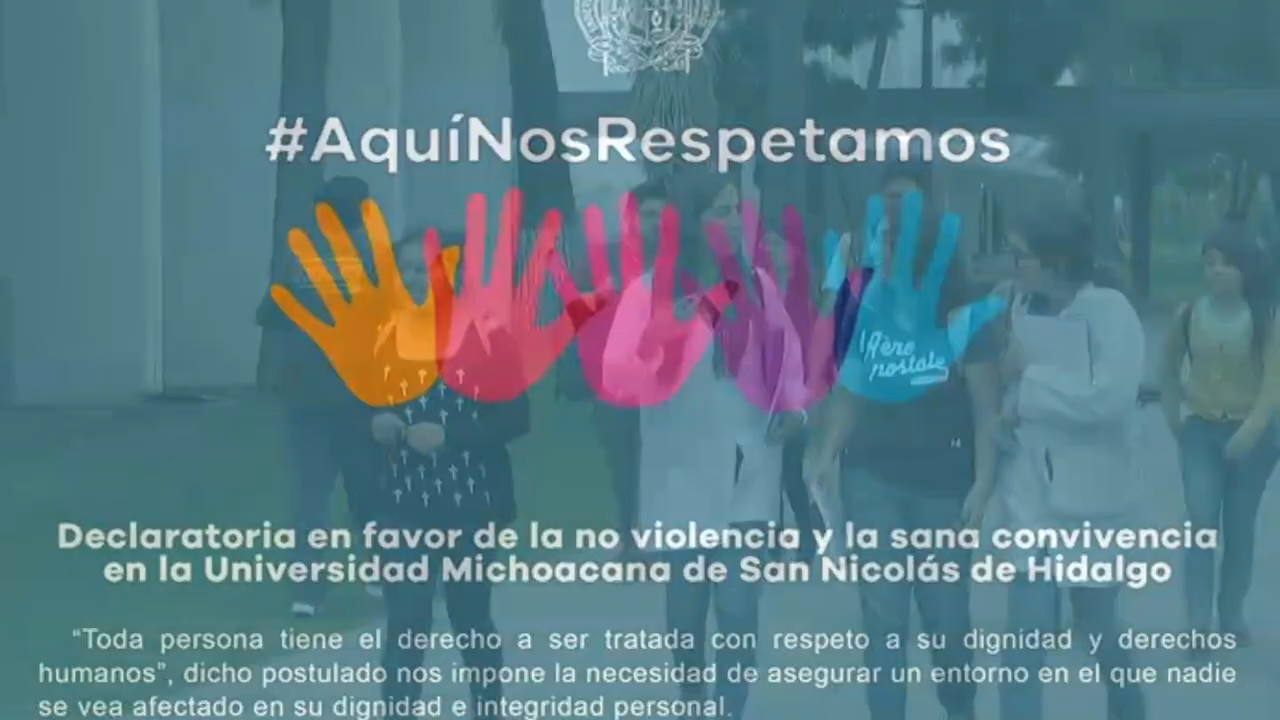 #AquíNosRespetamos
Aéro
postale
Declaratoria en favor de la no violencia y la sana convivencia
en la Universidad Michoacana de San Nicolás de Hidalgo
“Toda persona tiene el derecho a ser tratada con respeto a su dignidad y derechos
humanos”, dicho postulado nos impone la necesidad de asegurar un entorno en el que nadie
se vea afectado en su dignidad e integridad personal.